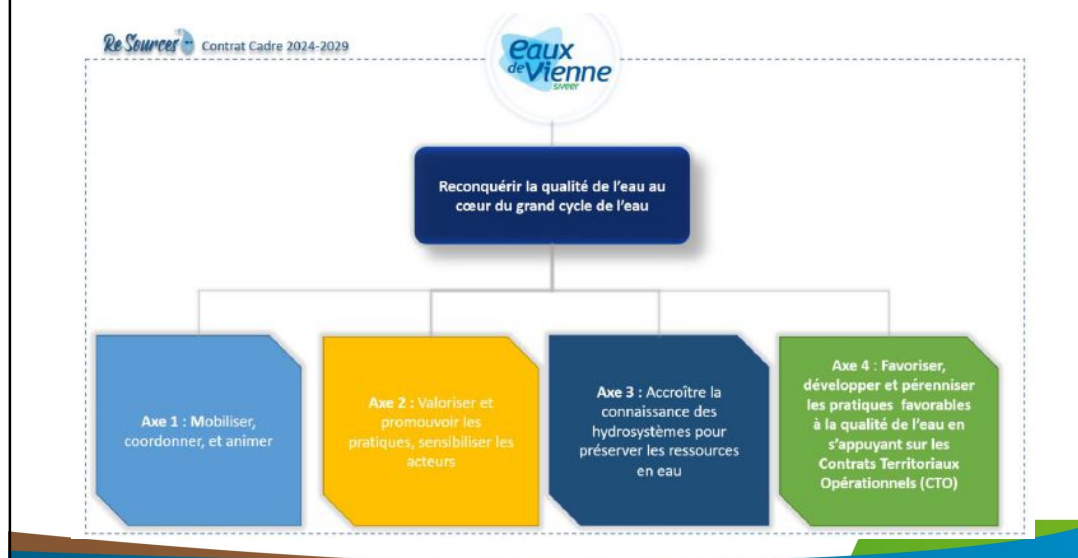 Re Sources Contrat Cadre 2024-2029
eaux
de Vienne
siveer
Reconquérir la qualité de l'eau au
cœur du grand cycle de l'eau
Axe 1 : Mobiliser,
coordonner, et animer
Axe 2 : Valoriser et
promouvoir les
pratiques, sensibiliser les
acteurs
Axe 3 : Accroître la
connaissance des
hydrosystèmes pour
préserver les ressources
en eau
Axe 4 : Favoriser,
développer et pérenniser
les pratiques favorables
à la qualité de l'eau en
s'appuyant sur les
Contrats Territoriaux
Opérationnels (CTO)